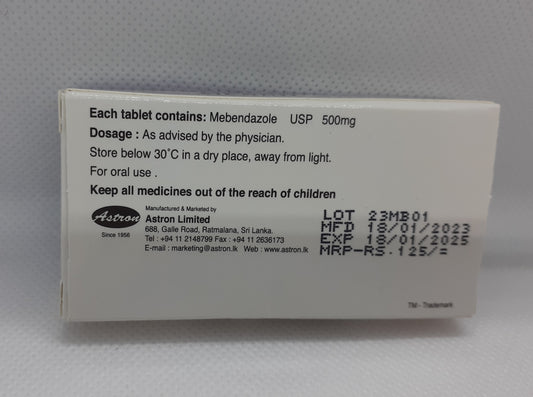 Each tablet contains: Mebendazole USP 500mg
Dosage : As advised by the physician.
Store below 30°C in a dry place, away from light.
For oral use .
Keep all medicines out of the reach of children
Astron
Since 1956
Manufactured & Marketed by
Astron Limited
688, Galle Road, Ratmalana, Sri Lanka.
Tel : +94 11 2148799 Fax : +94 11 2636173
E-mail : marketing@astron.lk Web : www.astron.lk
LOT 23MB01
MFD 18/01/2023
EXP 18/01/2025
MRP-RS.125/=
TM - Trademark